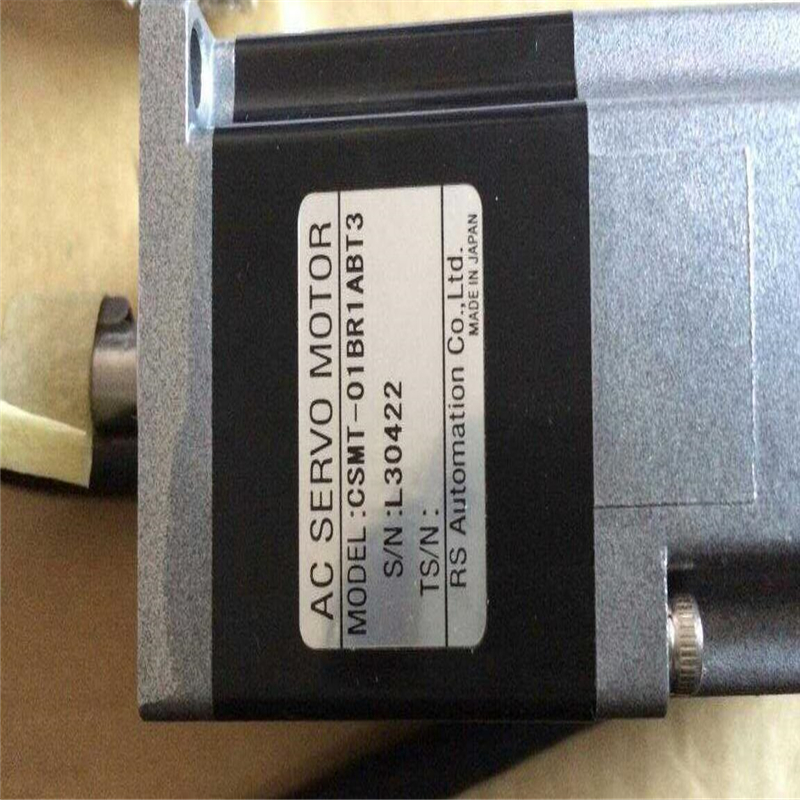 AC SERVO MOTOR
MODEL :CSMT-01BR1ABT3
S/N :L30422
TS/N :
RS Automation Co.,Ltd.
MADE IN JAPAN